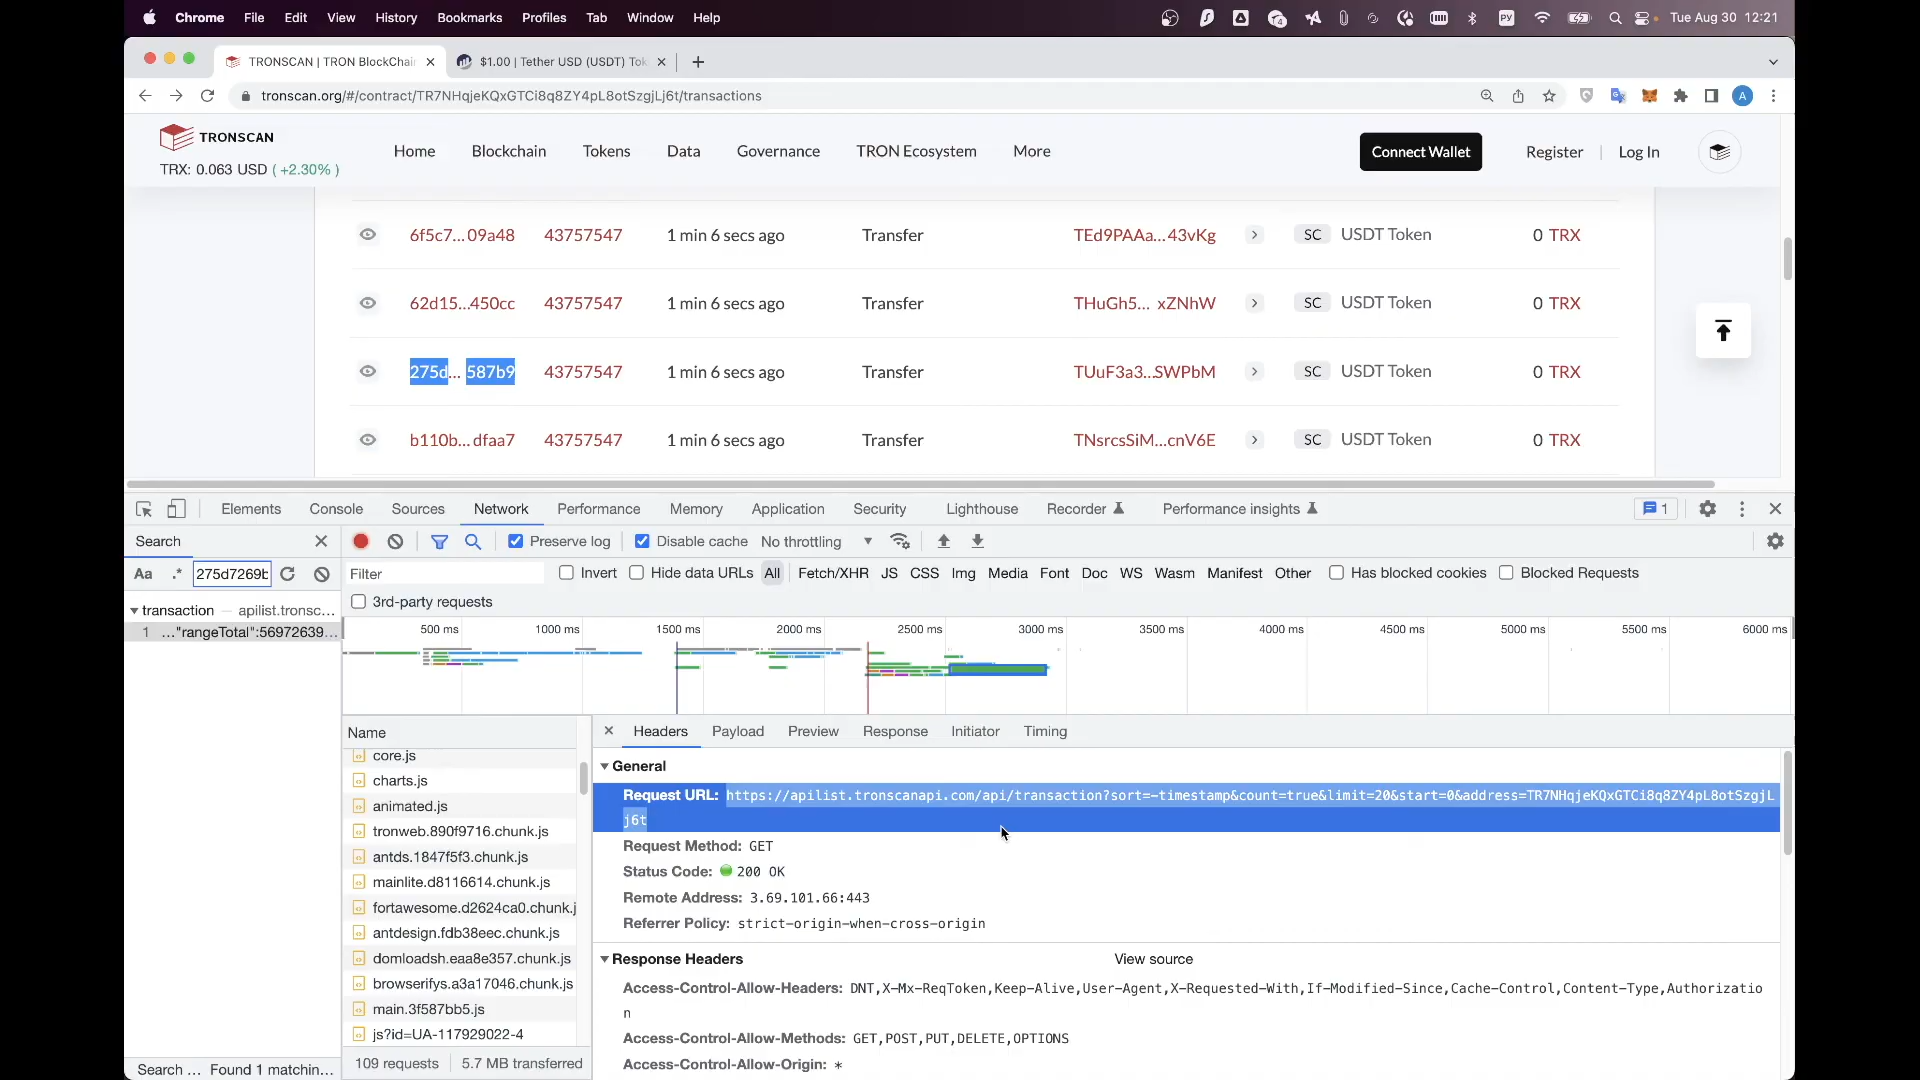 Chrome File Edit View History Bookmarks Profiles Tab Window Help
4 РУ Tue Aug 30 12:21
TRONSCAN | TRON BlockChai
$1.00 | Tether USD (USDT) Tok
tronscan.org/#/contract/TR7NHqjeKQxGTCi8q8ZY4pL8otSzgjLj6t/transactions
A
TRONSCAN
TRX: 0.063 USD ( +2.30% )
Home Blockchain Tokens Data Governance TRON Ecosystem More
Connect Wallet Register | Log In
6f5c7...09a48 43757547 1 min 6 secs ago Transfer TEd9PAAa...43vKg SC USDT Token 0 TRX
62d15...450cc 43757547 1 min 6 secs ago Transfer THuGh5... xZNhW SC USDT Token 0 TRX
275d... 587b9 43757547 1 min 6 secs ago Transfer TUuF3a3...SWPbM SC USDT Token 0 TRX
b110b... dfaa7 43757547 1 min 6 secs ago Transfer TNsrcsSiM...cnV6E SC USDT Token 0 TRX
Elements Console Sources Network Performance Memory Application Security Lighthouse Recorder Performance insights 1
Search
Preserve log Disable cache No throttling
Aa .* 275d7269b
Filter Invert Hide data URLs All Fetch/XHR JS CSS Img Media Font Doc WS Wasm Manifest Other Has blocked cookies Blocked Requests
3rd-party requests
transaction — apilist.tronsc...
1 ..."rangeTotal":56972639...
500 ms 1000 ms 1500 ms 2000 ms 2500 ms 3000 ms 3500 ms 4000 ms 4500 ms 5000 ms 5500 ms 6000 ms
Name
core.js
charts.js
animated.js
tronweb.890f9716.chunk.js
antds.1847f5f3.chunk.js
mainlite.d8116614.chunk.js
fortawesome.d2624ca0.chunk.j
antdesign.fdb38eec.chunk.js
domloadsh.eaa8e357.chunk.js
browserifys.a3a17046.chunk.js
main.3f587bb5.js
js?id=UA-117929022-4
109 requests 5.7 MB transferred
Headers Payload Preview Response Initiator Timing
General
Request URL: https://apilist.tronscanapi.com/api/transaction?sort=-timestamp&count=true&limit=20&start=0&address=TR7NHqjeKQxGTCi8q8ZY4pL8otSzgjL
j6t
Request Method: GET
Status Code: 200 OK
Remote Address: 3.69.101.66:443
Referrer Policy: strict-origin-when-cross-origin
Response Headers View source
Access-Control-Allow-Headers: DNT,X-Mx-ReqToken,Keep-Alive,User-Agent,X-Requested-With,If-Modified-Since,Cache-Control,Content-Type,Authorizatio
n
Access-Control-Allow-Methods: GET,POST,PUT,DELETE,OPTIONS
Access-Control-Allow-Origin: *
Search ... Found 1 matchin...